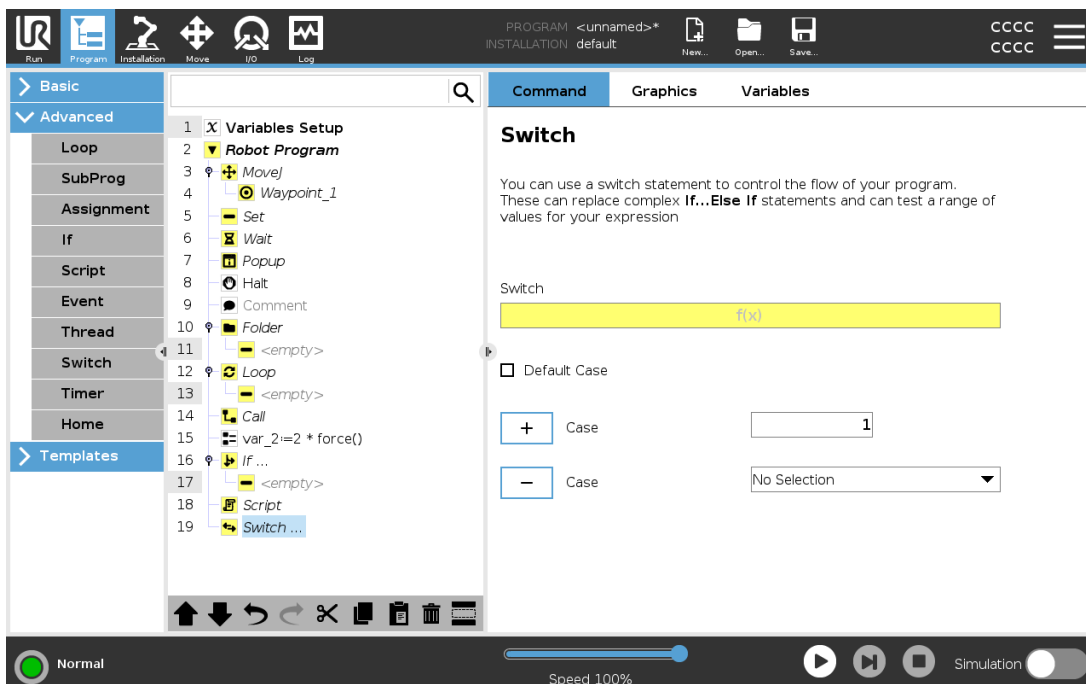 PROGRAM <unnamed>*
INSTALLATION default
CCCC
CCCC
UR
Run
Program
Installation
Move
I/O
Log
New...
Open...
Save...
Basic
Advanced
Loop
SubProg
Assignment
If
Script
Event
Thread
Switch
Timer
Home
Templates
1 X Variables Setup
2 Robot Program
3 MoveJ
4 Waypoint_1
5 Set
6 Wait
7 Popup
8 Halt
9 Comment
10 Folder
11 <empty>
12 Loop
13 <empty>
14 Call
15 var_2:=2 * force()
16 If ...
17 <empty>
18 Script
19 Switch ...
Command Graphics Variables
Switch
You can use a switch statement to control the flow of your program.
These can replace complex If...Else If statements and can test a range of
values for your expression
Switch
f(x)
Default Case
+ Case 1
− Case No Selection
Normal
Speed 100%
Simulation